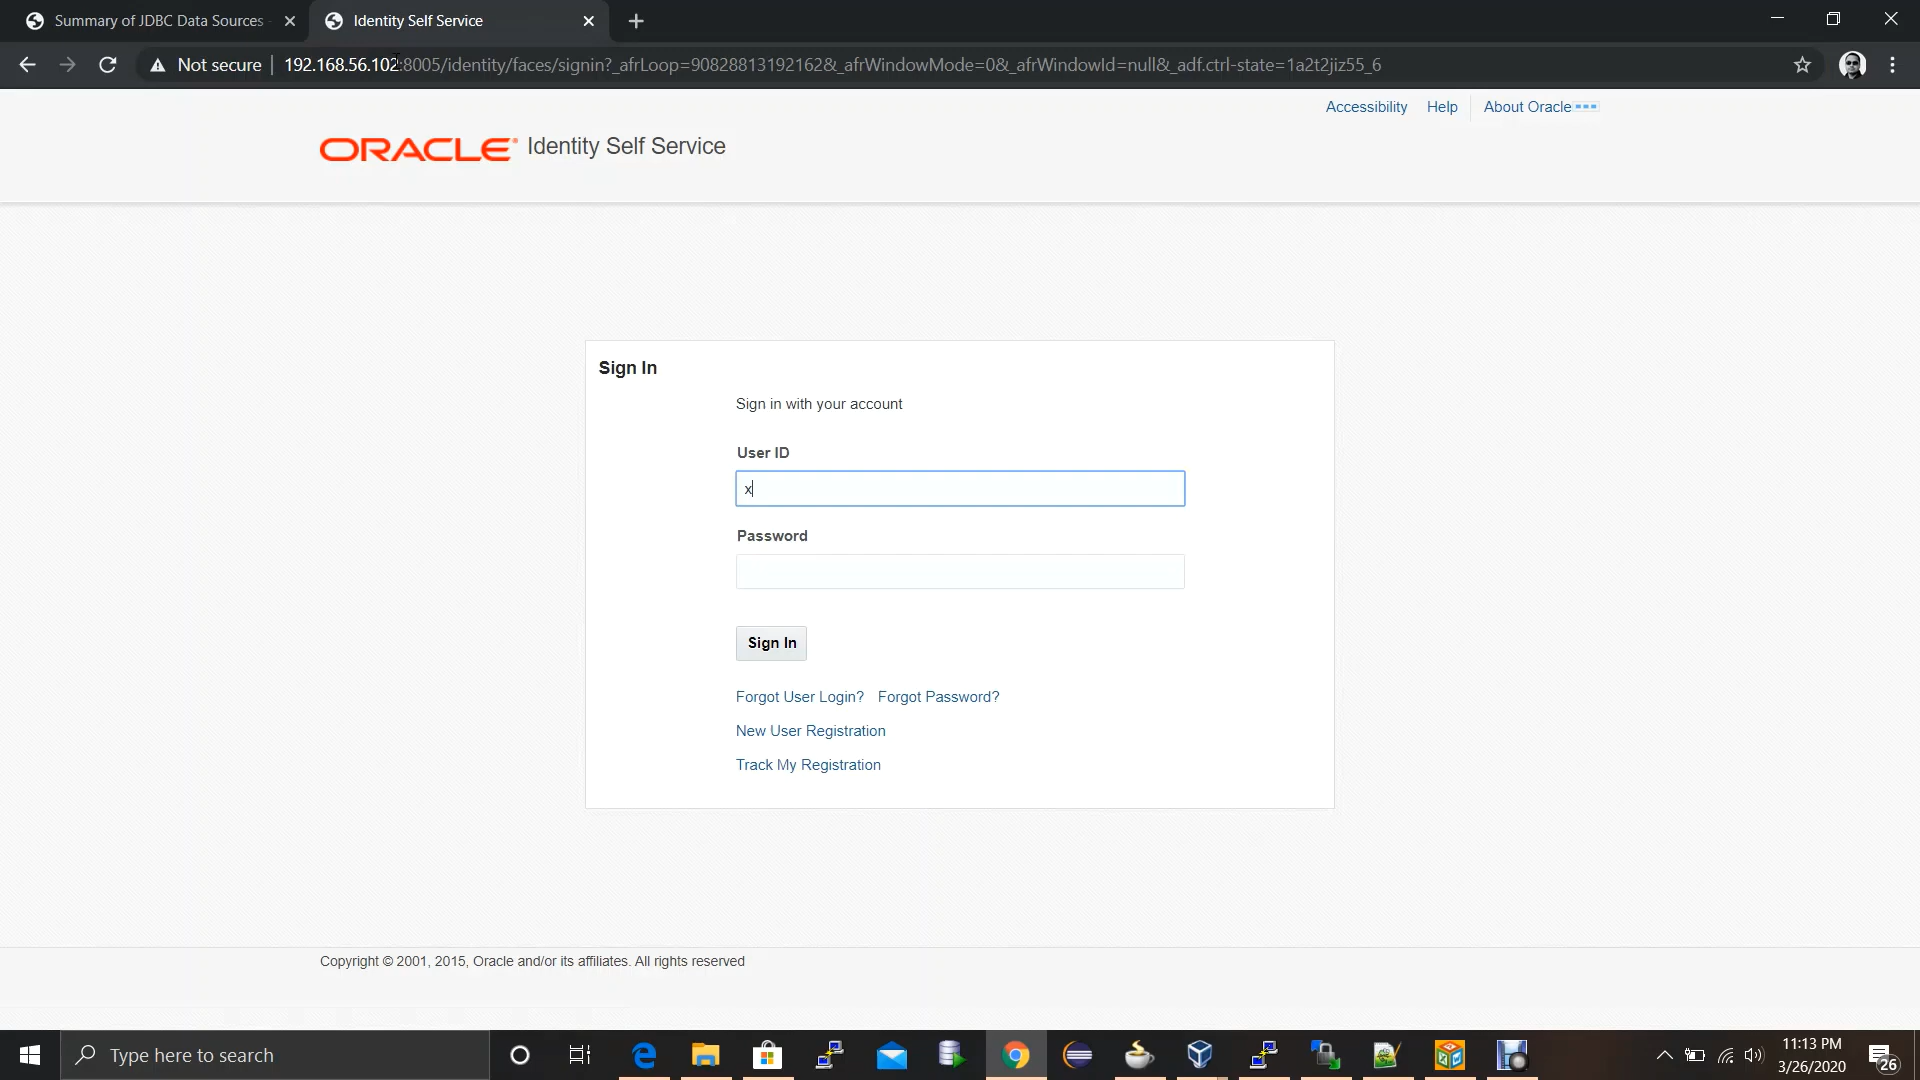 Summary of JDBC Data Sources
Identity Self Service
Not secure
192.168.56.102:8005/identity/faces/signin?_afrLoop=90828813192162&_afrWindowMode=0&_afrWindowId=null&_adf.ctrl-state=1a2t2jiz55_6
Accessibility Help About Oracle
ORACLE Identity Self Service
Sign In
Sign in with your account
User ID
x
Password
Sign In
Forgot User Login? Forgot Password?
New User Registration
Track My Registration
Copyright © 2001, 2015, Oracle and/or its affiliates. All rights reserved
Type here to search
11:13 PM
3/26/2020
26